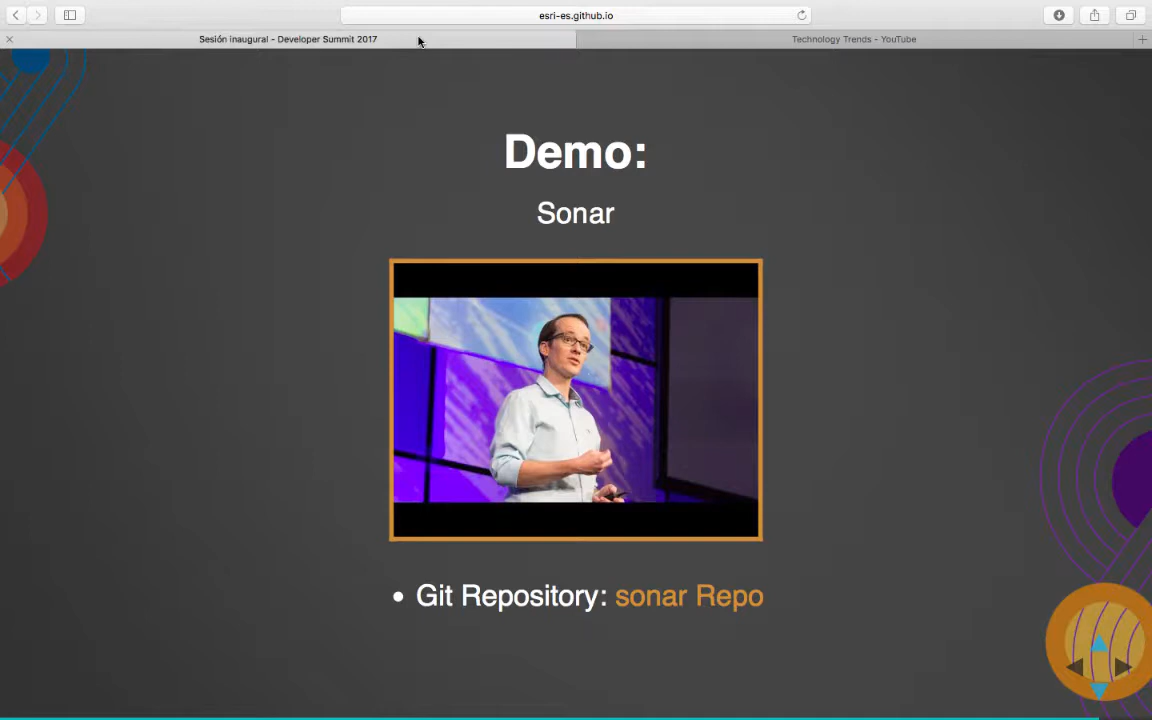 esri-es.github.io
Sesión inaugural - Developer Summit 2017
Technology Trends - YouTube
Demo:
Sonar
• Git Repository: sonar Repo